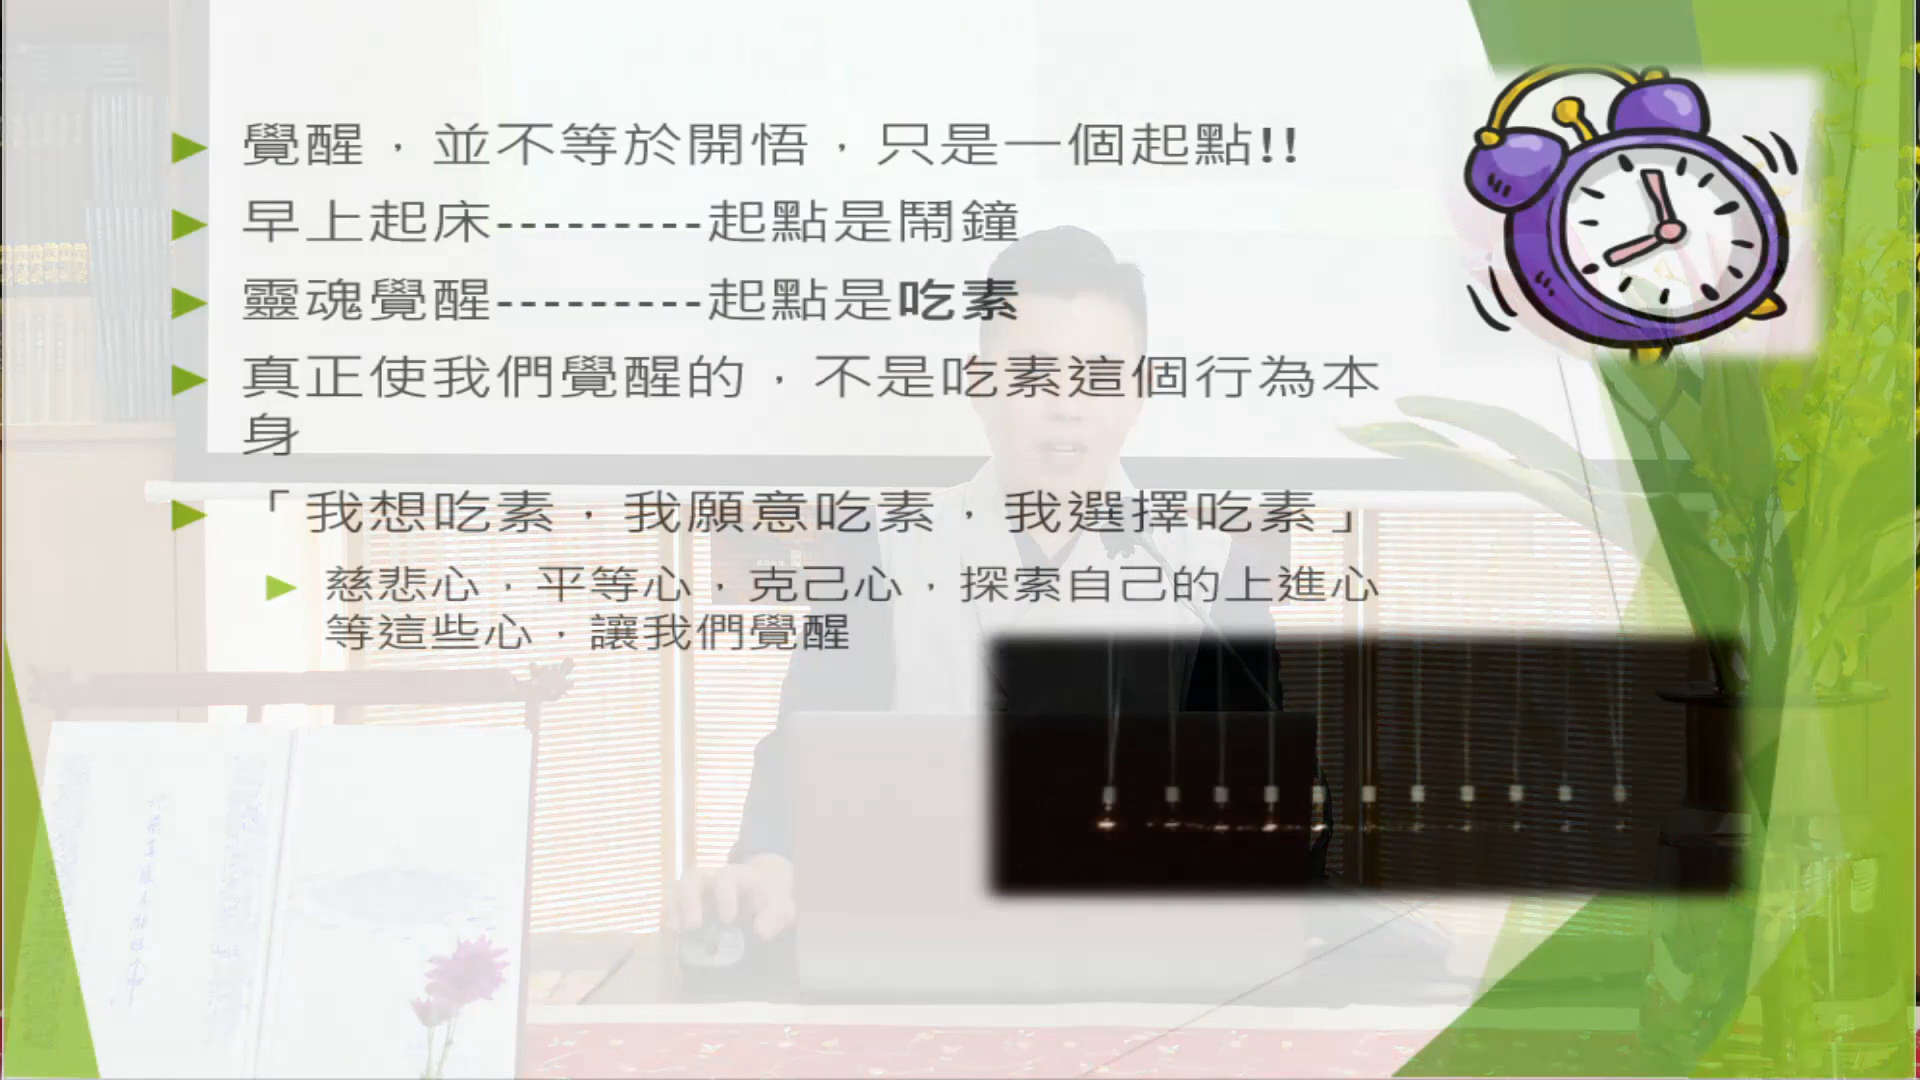 覺醒，並不等於開悟，只是一個起點!!
早上起床---------起點是鬧鐘
靈魂覺醒---------起點是吃素
真正使我們覺醒的，不是吃素這個行為本
身
「我想吃素，我願意吃素，我選擇吃素」
慈悲心，平等心，克己心，探索自己的上進心
等這些心，讓我們覺醒